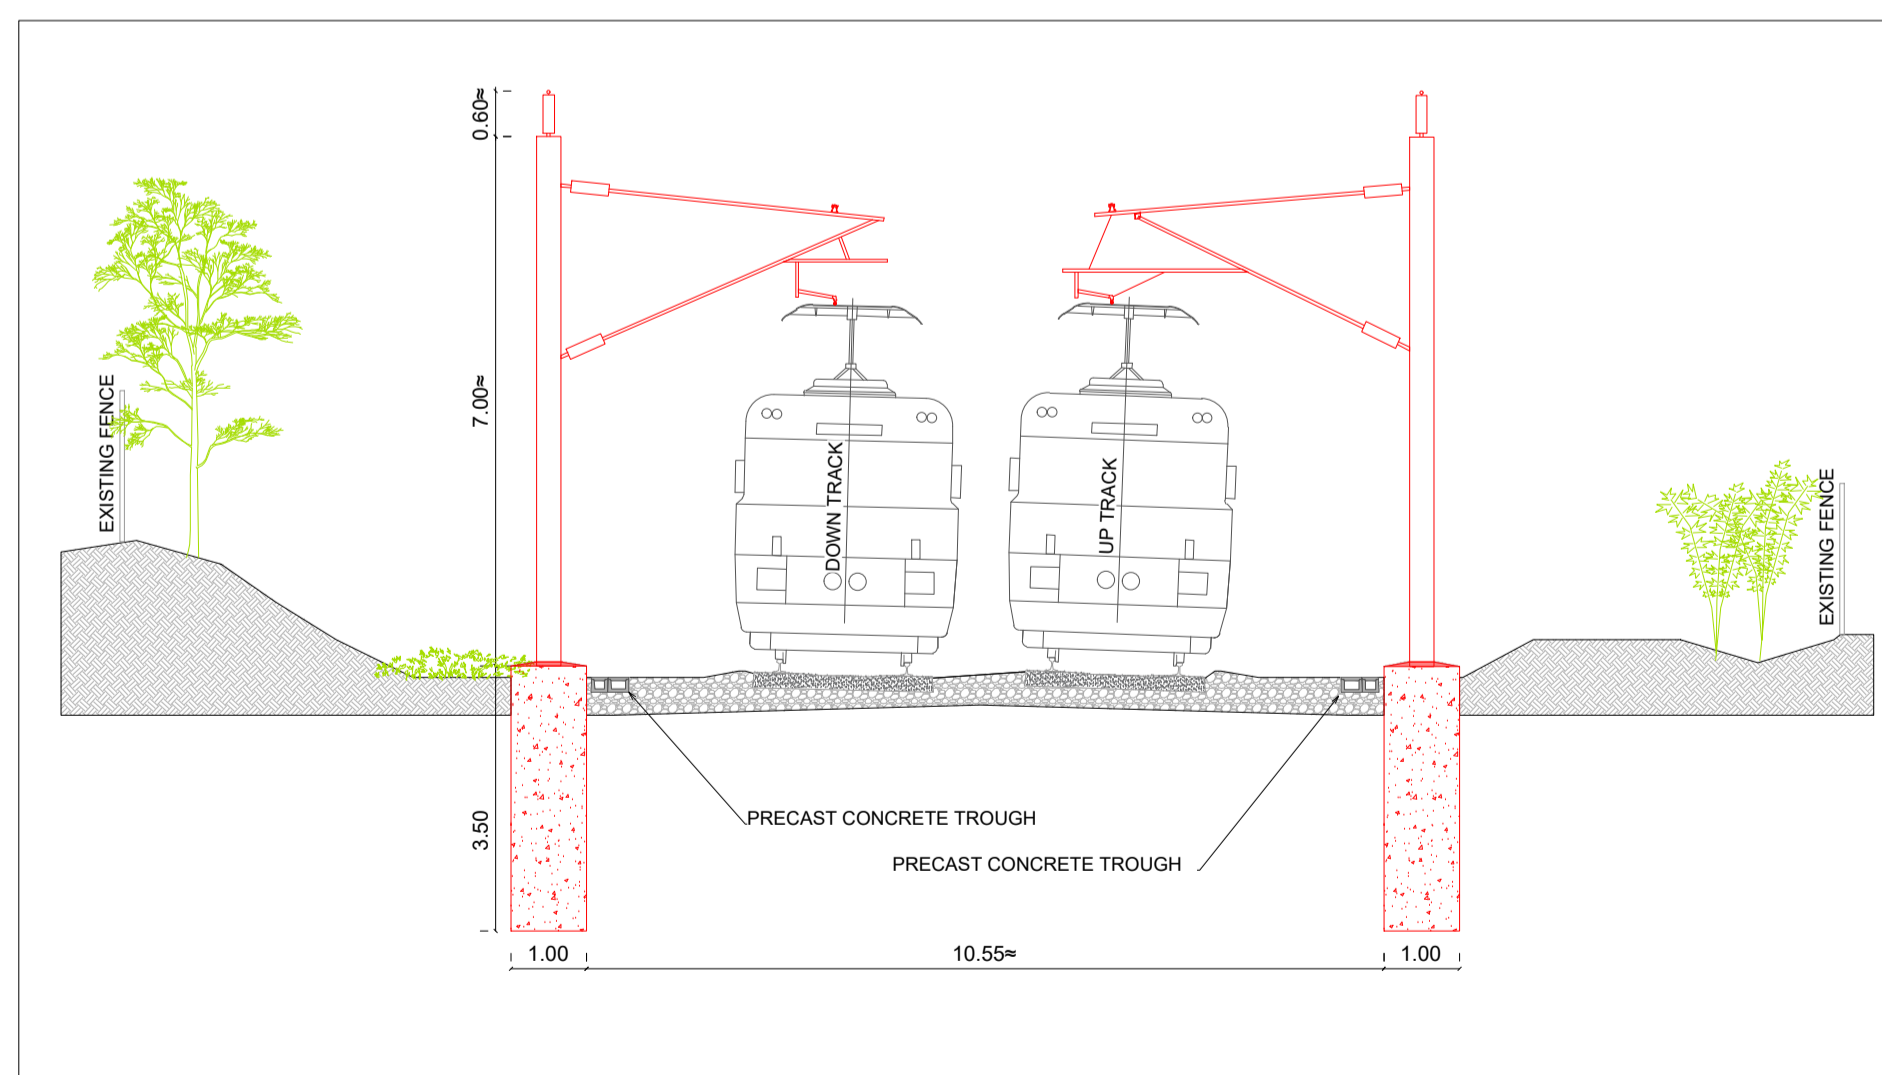 0.60≈
7.00≈
EXISTING FENCE
DOWN TRACK
UP TRACK
EXISTING FENCE
3.50
PRECAST CONCRETE TROUGH
PRECAST CONCRETE TROUGH
1.00
10.55≈
1.00